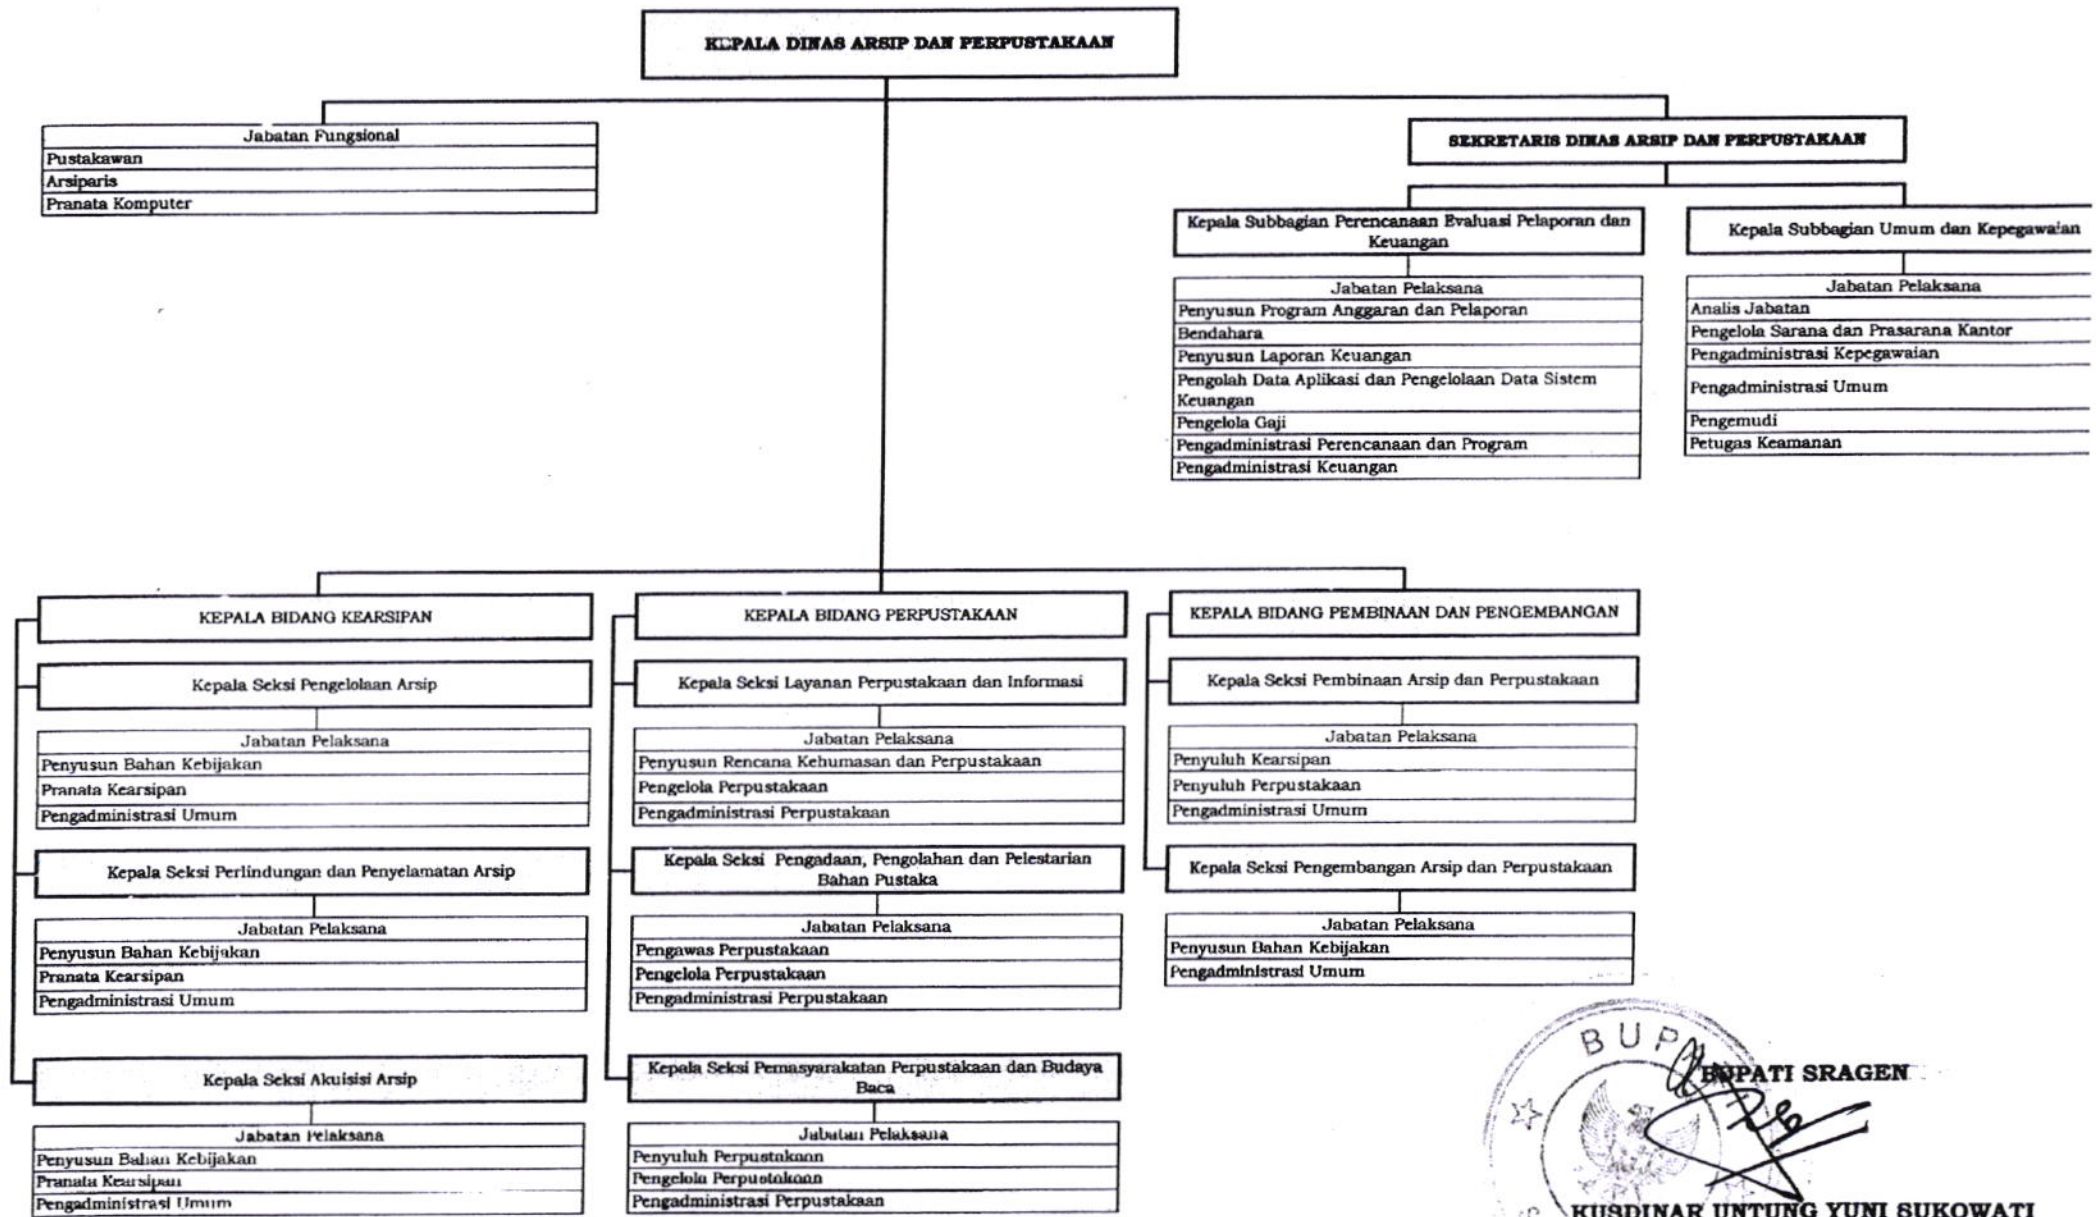 KEPALA DINAS ARSIP DAN PERPUSTAKAAN
Jabatan Fungsional
Pustakawan
Arsiparis
Pranata Komputer
SEKRETARIS DINAS ARSIP DAN PERPUSTAKAAN
Kepala Subbagian Perencanaan Evaluasi Pelaporan dan
Keuangan
Jabatan Pelaksana
Penyusun Program Anggaran dan Pelaporan
Bendahara
Penyusun Laporan Keuangan
Pengolah Data Aplikasi dan Pengelolaan Data Sistem
Keuangan
Pengelola Gaji
Pengadministrasi Perencanaan dan Program
Pengadministrasi Keuangan
Kepala Subbagian Umum dan Kepegawaian
Jabatan Pelaksana
Analis Jabatan
Pengelola Sarana dan Prasarana Kantor
Pengadministrasi Kepegawaian
Pengadministrasi Umum
Pengemudi
Petugas Keamanan
KEPALA BIDANG KEARSIPAN
Kepala Seksi Pengelolaan Arsip
Jabatan Pelaksana
Penyusun Bahan Kebijakan
Pranata Kearsipan
Pengadministrasi Umum
Kepala Seksi Perlindungan dan Penyelamatan Arsip
Jabatan Pelaksana
Penyusun Bahan Kebijakan
Pranata Kearsipan
Pengadministrasi Umum
Kepala Seksi Akuisisi Arsip
Jabatan Pelaksana
Penyusun Bahan Kebijakan
Pranata Kearsipan
Pengadministrasi Umum
KEPALA BIDANG PERPUSTAKAAN
Kepala Seksi Layanan Perpustakaan dan Informasi
Jabatan Pelaksana
Penyusun Rencana Kehumasan dan Perpustakaan
Pengelola Perpustakaan
Pengadministrasi Perpustakaan
Kepala Seksi Pengadaan, Pengolahan dan Pelestarian
Bahan Pustaka
Jabatan Pelaksana
Pengawas Perpustakaan
Pengelola Perpustakaan
Pengadministrasi Perpustakaan
Kepala Seksi Pemasyarakatan Perpustakaan dan Budaya
Baca
Jabatan Pelaksana
Penyuluh Perpustakaan
Pengelola Perpustakaan
Pengadministrasi Perpustakaan
KEPALA BIDANG PEMBINAAN DAN PENGEMBANGAN
Kepala Seksi Pembinaan Arsip dan Perpustakaan
Jabatan Pelaksana
Penyuluh Kearsipan
Penyuluh Perpustakaan
Pengadministrasi Umum
Kepala Seksi Pengembangan Arsip dan Perpustakaan
Jabatan Pelaksana
Penyusun Bahan Kebijakan
Pengadministrasi Umum
BUPATI SRAGEN
KUSDINAR UNTUNG YUNI SUKOWATI